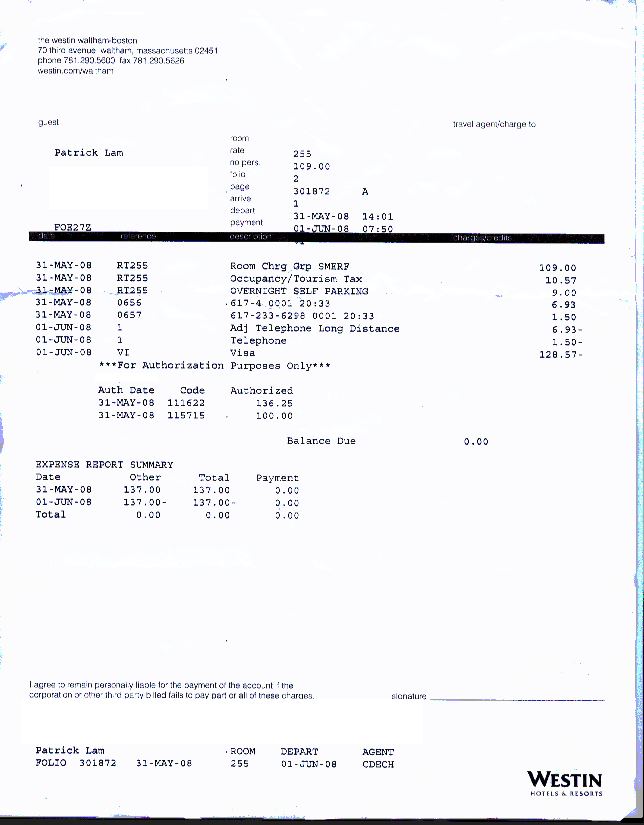 the westin waltham-boston
70 third avenue waltham, massachusetts 02451
phone 781.290.5600 fax 781.290.5626
westin.com/waltham
guest
travel agent/charge to
Patrick Lam
room 255
rate 109.00
no pers. 2
folio 301872 A
page 1
arrive 31-MAY-08 14:01
depart 01-JUN-08 07:50
payment
FOE27Z
date reference description charges/credits
31-MAY-08 RT255 Room Chrg Grp SMERF 109.00
31-MAY-08 RT255 Occupancy/Tourism Tax 10.57
31-MAY-08 RT255 OVERNIGHT SELF PARKING 9.00
31-MAY-08 0656 617-4 0001 20:33 6.93
31-MAY-08 0657 617-233-6298 0001 20:33 1.50
01-JUN-08 1 Adj Telephone Long Distance 6.93-
01-JUN-08 1 Telephone 1.50-
01-JUN-08 VI Visa 128.57-
***For Authorization Purposes Only***
Auth Date Code Authorized
31-MAY-08 111622 136.25
31-MAY-08 115715 100.00
Balance Due 0.00
EXPENSE REPORT SUMMARY
Date Other Total Payment
31-MAY-08 137.00 137.00 0.00
01-JUN-08 137.00- 137.00- 0.00
Total 0.00 0.00 0.00
I agree to remain personally liable for the payment of the account if the
corporation or other third party billed fails to pay part or all of these charges.
signature
Patrick Lam ROOM DEPART AGENT
FOLIO 301872 31-MAY-08 255 01-JUN-08 CDECH
WESTIN
HOTELS & RESORTS